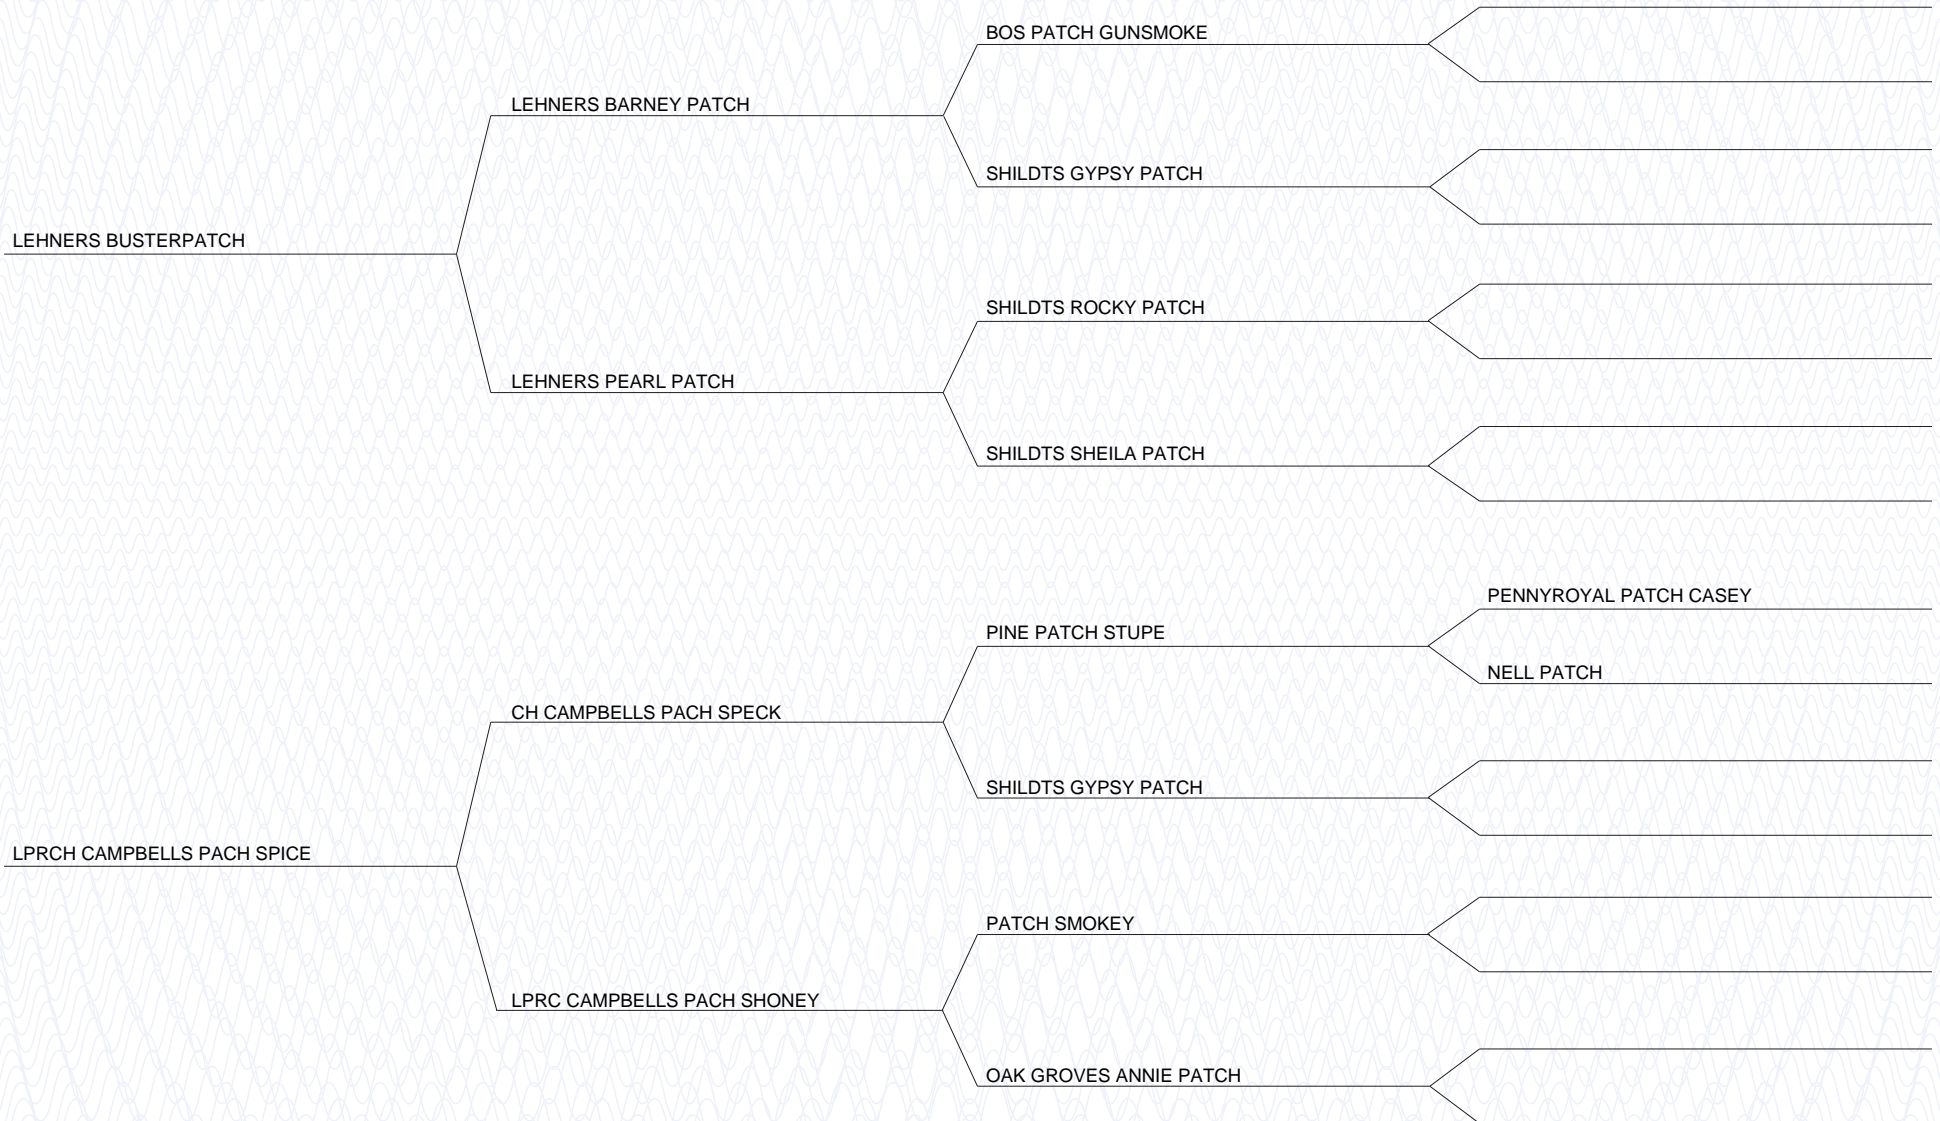 BOS PATCH GUNSMOKE
LEHNERS BARNEY PATCH
SHILDTS GYPSY PATCH
LEHNERS BUSTERPATCH
SHILDTS ROCKY PATCH
LEHNERS PEARL PATCH
SHILDTS SHEILA PATCH
PENNYROYAL PATCH CASEY
PINE PATCH STUPE
NELL PATCH
CH CAMPBELLS PACH SPECK
SHILDTS GYPSY PATCH
LPRCH CAMPBELLS PACH SPICE
PATCH SMOKEY
LPRC CAMPBELLS PACH SHONEY
OAK GROVES ANNIE PATCH